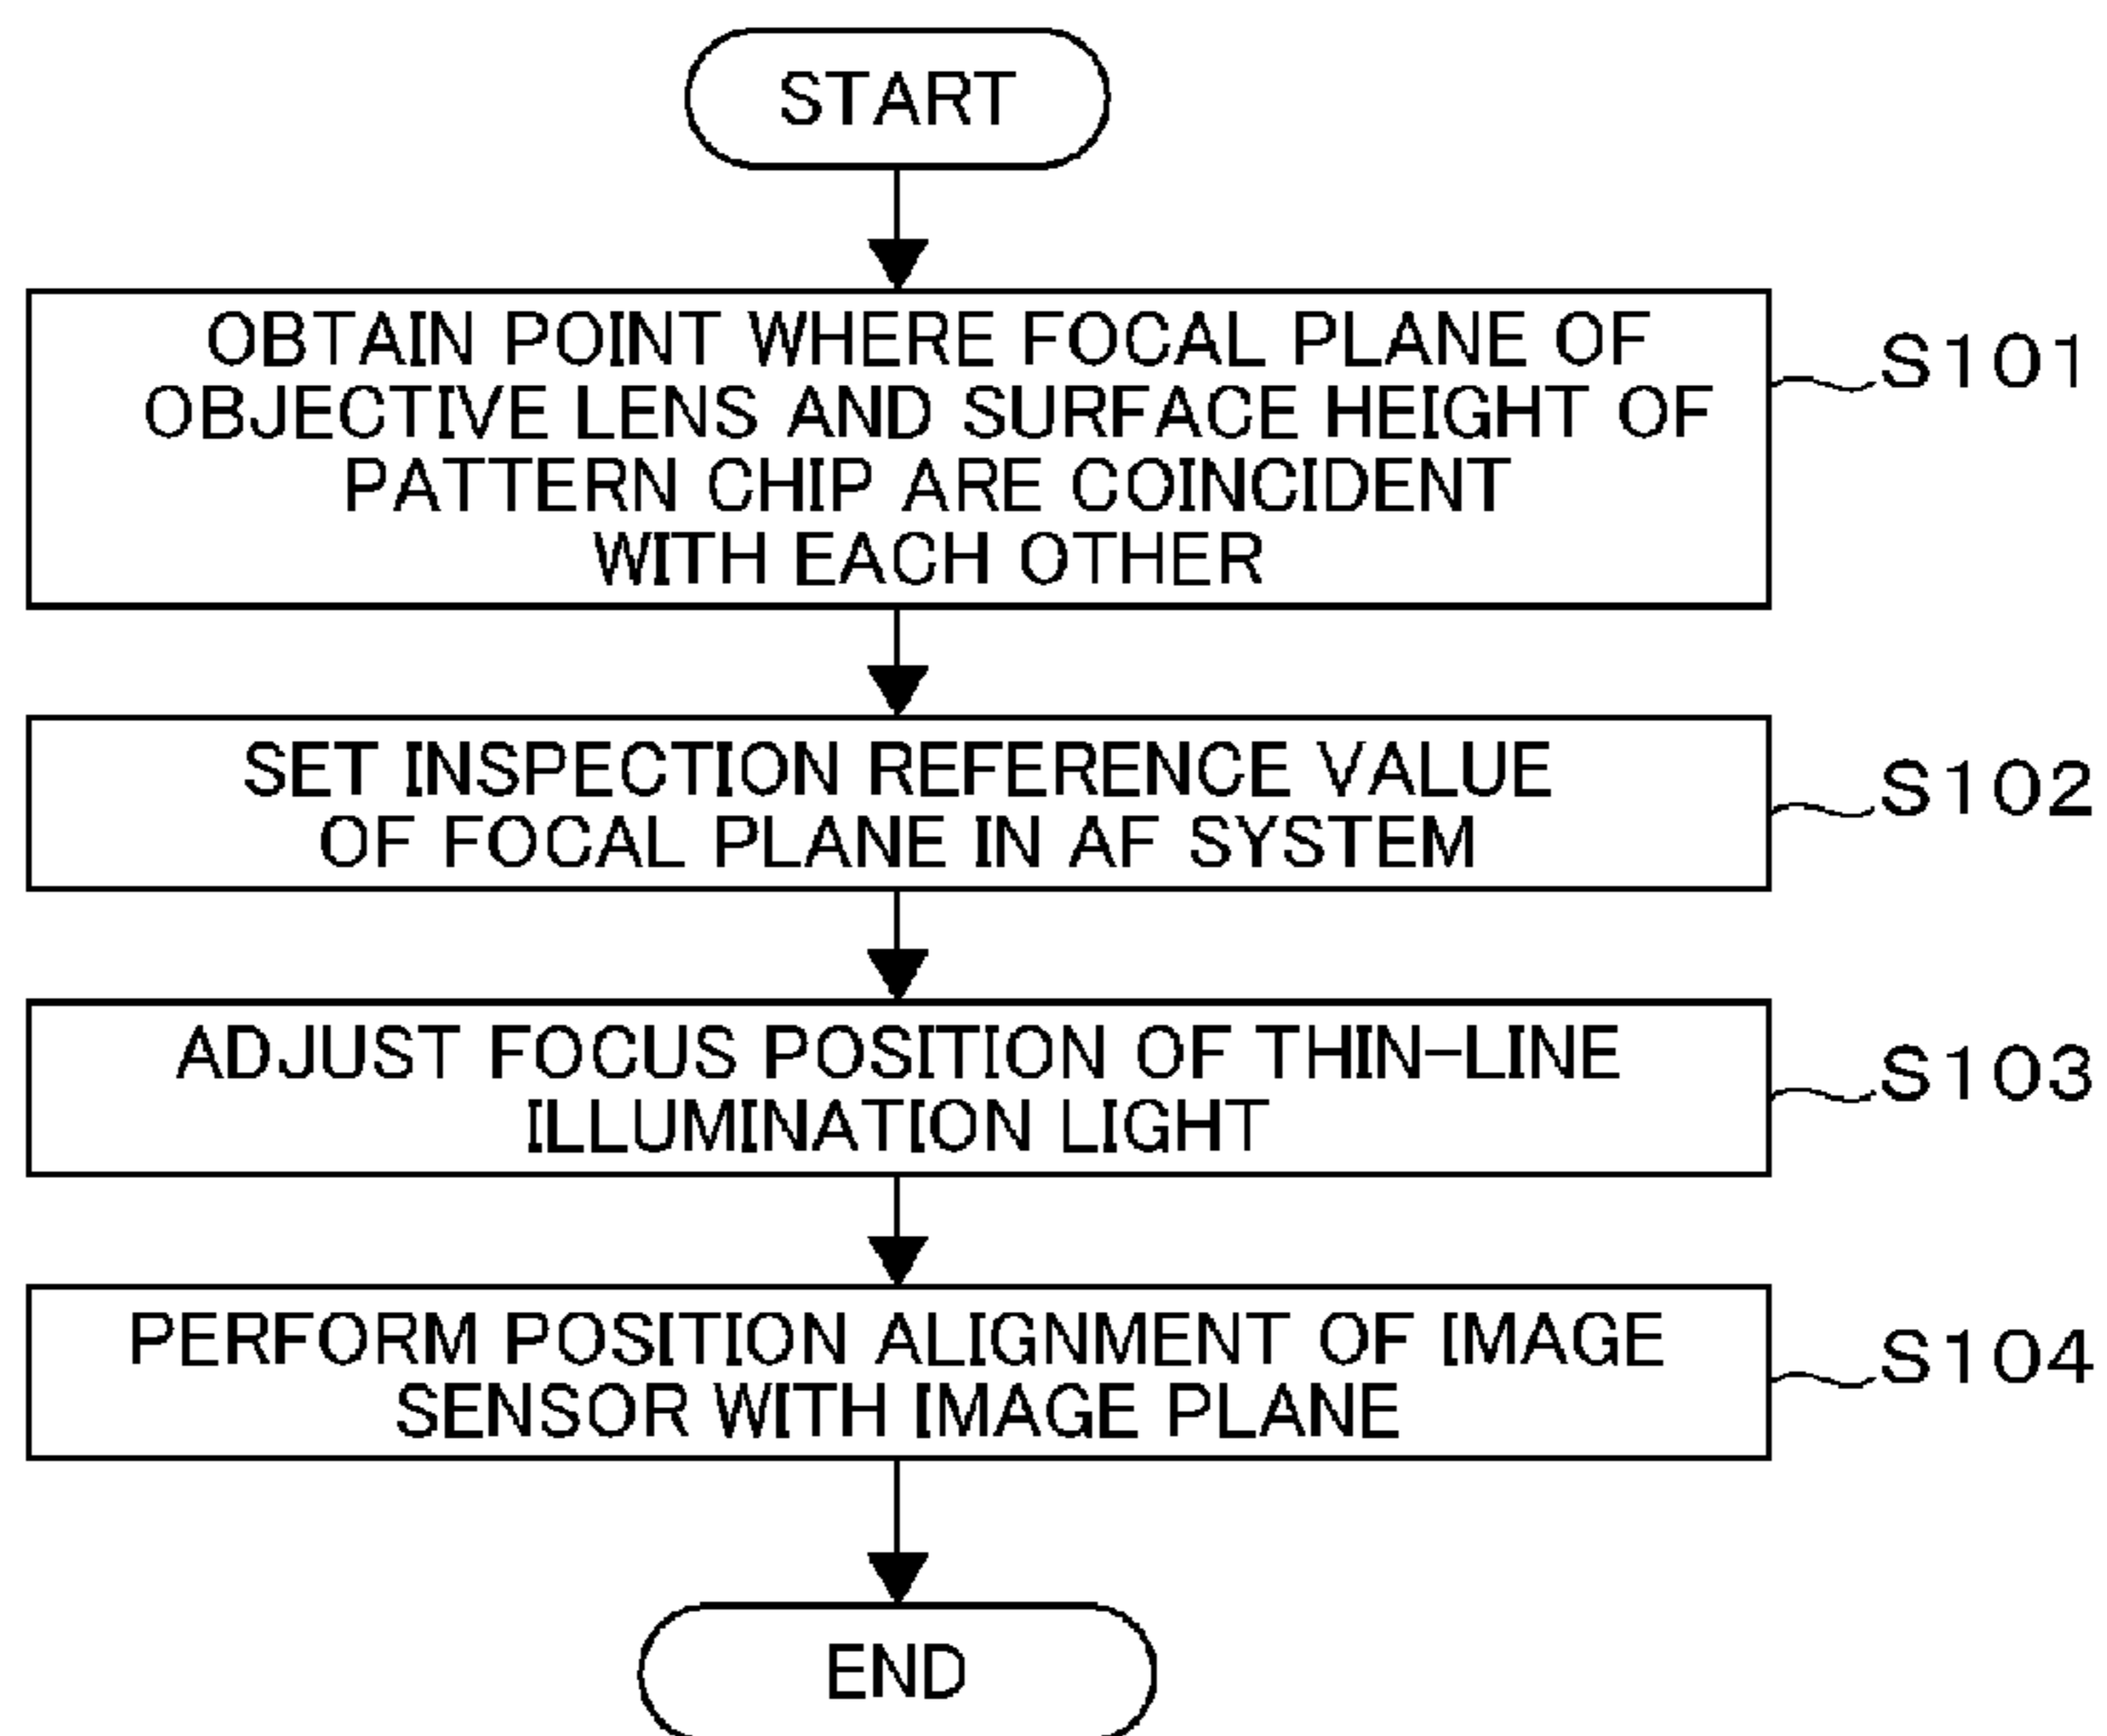 START
OBTAIN POINT WHERE FOCAL PLANE OF
OBJECTIVE LENS AND SURFACE HEIGHT OF
PATTERN CHIP ARE COINCIDENT
WITH EACH OTHER
S101
SET INSPECTION REFERENCE VALUE
OF FOCAL PLANE IN AF SYSTEM
S102
ADJUST FOCUS POSITION OF THIN-LINE
ILLUMINATION LIGHT
S103
PERFORM POSITION ALIGNMENT OF IMAGE
SENSOR WITH IMAGE PLANE
S104
END